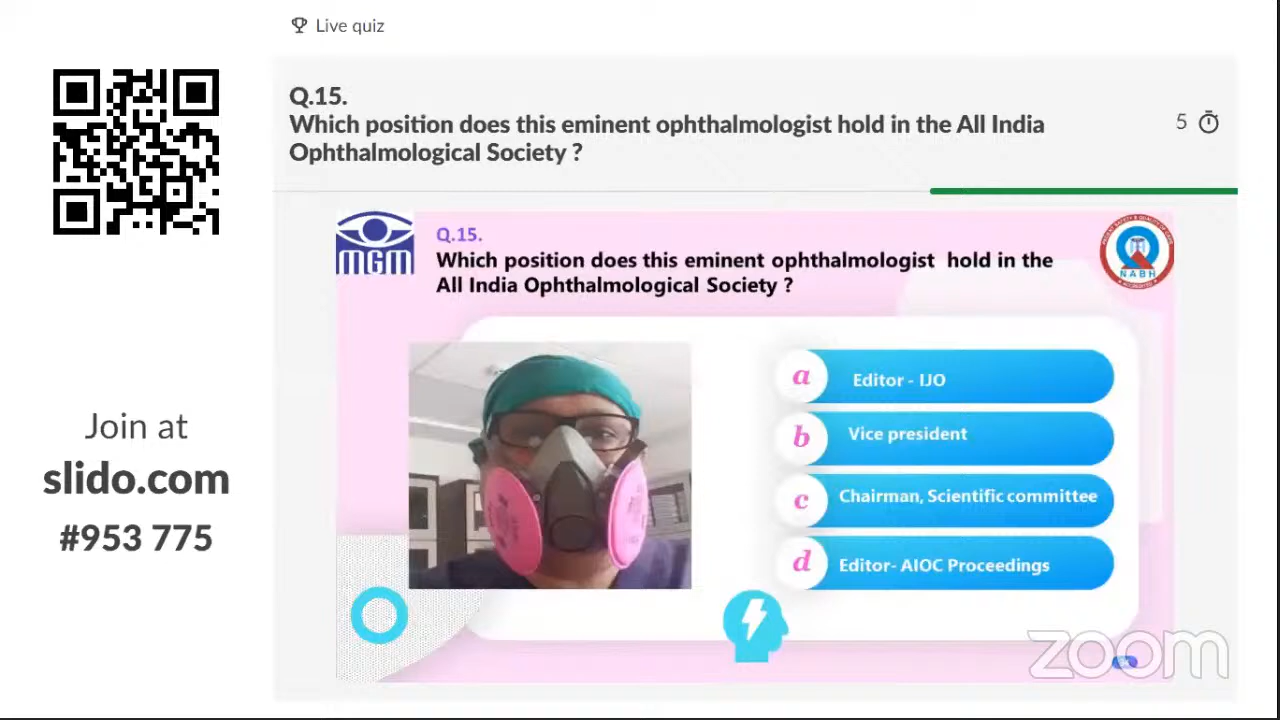 Live quiz
Q.15.
Which position does this eminent ophthalmologist hold in the All India
Ophthalmological Society ?
5
MGM
Q.15.
Which position does this eminent ophthalmologist hold in the
All India Ophthalmological Society ?
NABH
a Editor - IJO
b Vice president
c Chairman, Scientific committee
d Editor- AIOC Proceedings
Join at
slido.com
#953 775
zoom